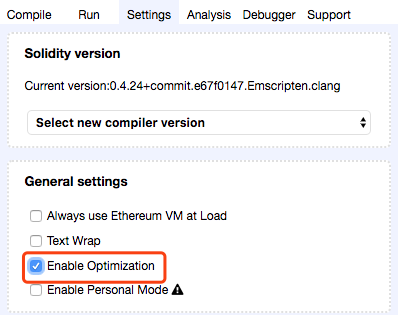 Compile Run Settings Analysis Debugger Support
Solidity version
Current version:0.4.24+commit.e67f0147.Emscripten.clang
Select new compiler version
General settings
Always use Ethereum VM at Load
Text Wrap
Enable Optimization
Enable Personal Mode